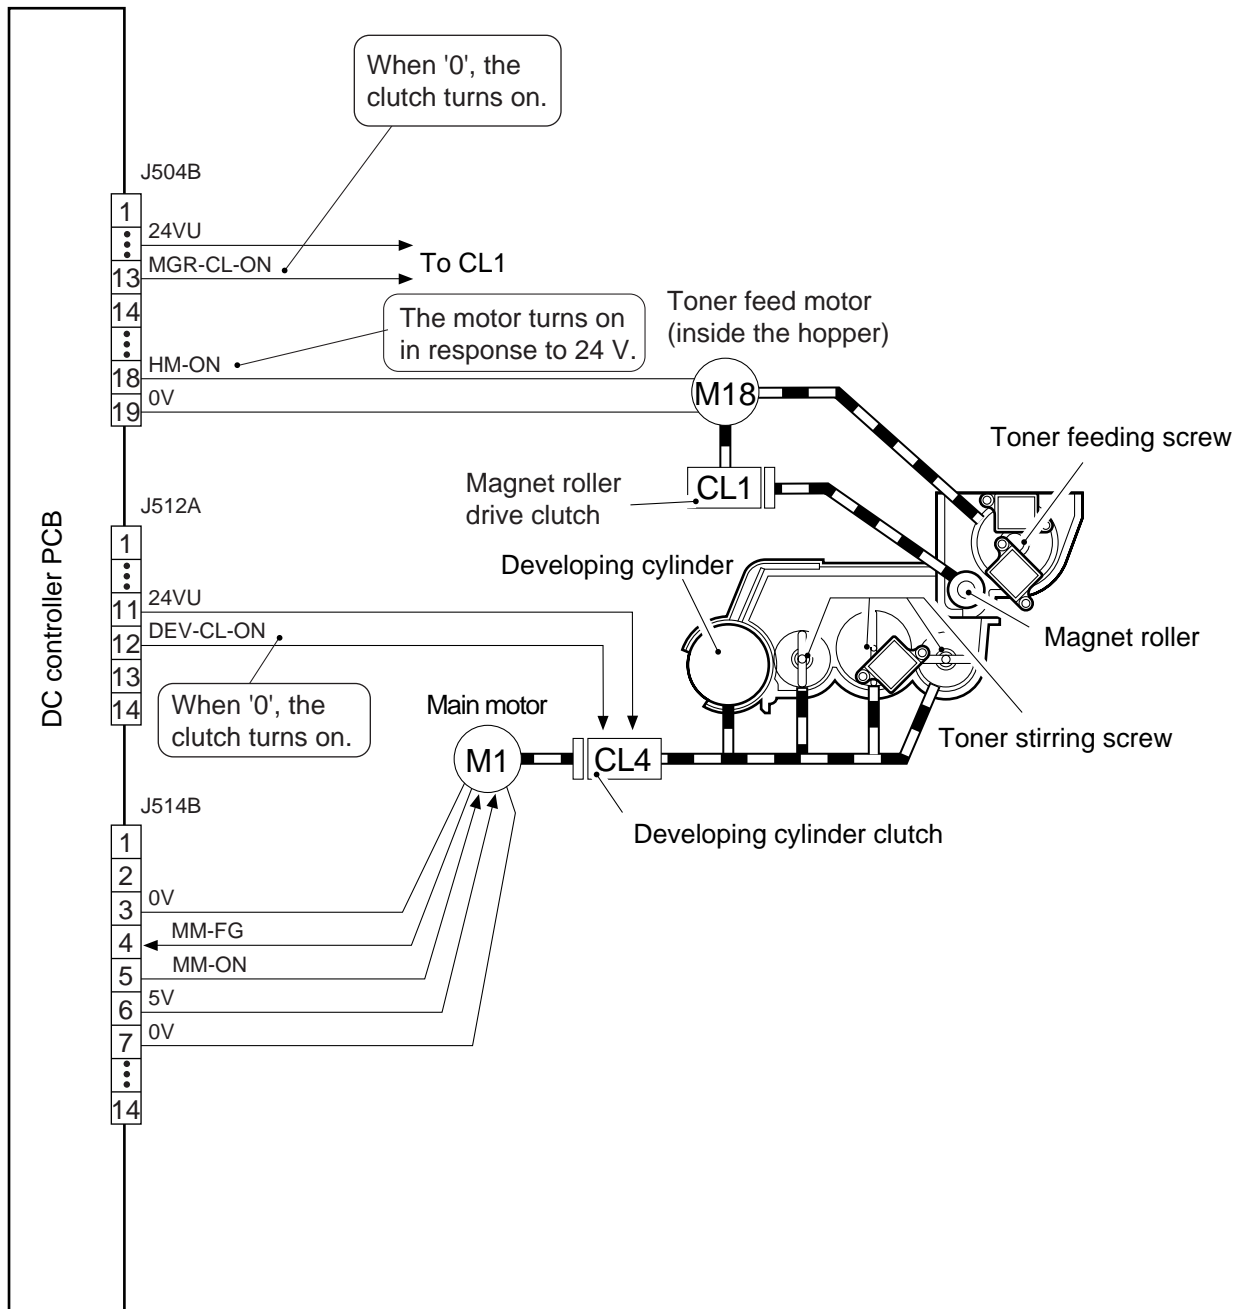 When '0', the
clutch turns on.
J504B
1
24VU
13
MGR-CL-ON
To CL1
14
The motor turns on
in response to 24 V.
Toner feed motor
(inside the hopper)
18
HM-ON
19
0V
M18
Toner feeding screw
CL1
Magnet roller
drive clutch
DC controller PCB
J512A
1
11
24VU
12
DEV-CL-ON
13
14
When '0', the
clutch turns on.
Developing cylinder
Magnet roller
Toner stirring screw
Main motor
M1
CL4
Developing cylinder clutch
J514B
1
2
3
0V
4
MM-FG
5
MM-ON
6
5V
7
0V
14